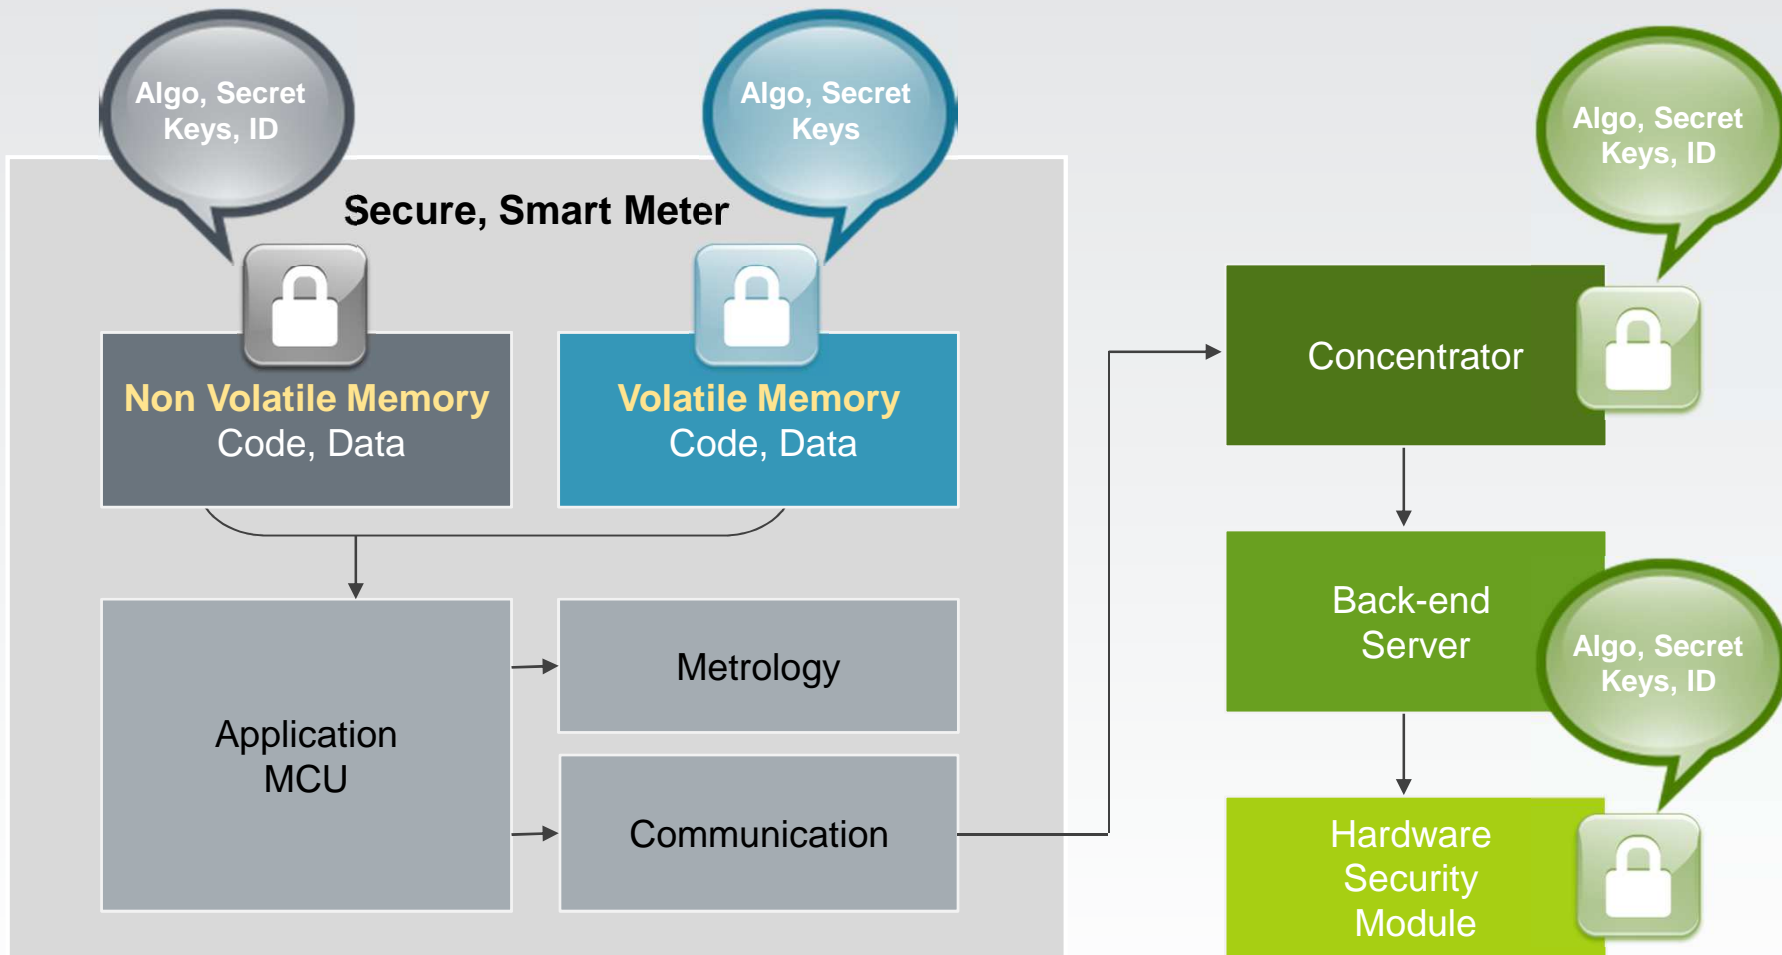 Algo, Secret
Keys, ID
Algo, Secret
Keys
Algo, Secret
Keys, ID
Secure, Smart Meter
Non Volatile Memory
Code, Data
Volatile Memory
Code, Data
Concentrator
Application
MCU
Metrology
Communication
Back-end
Server
Algo, Secret
Keys, ID
Hardware
Security
Module